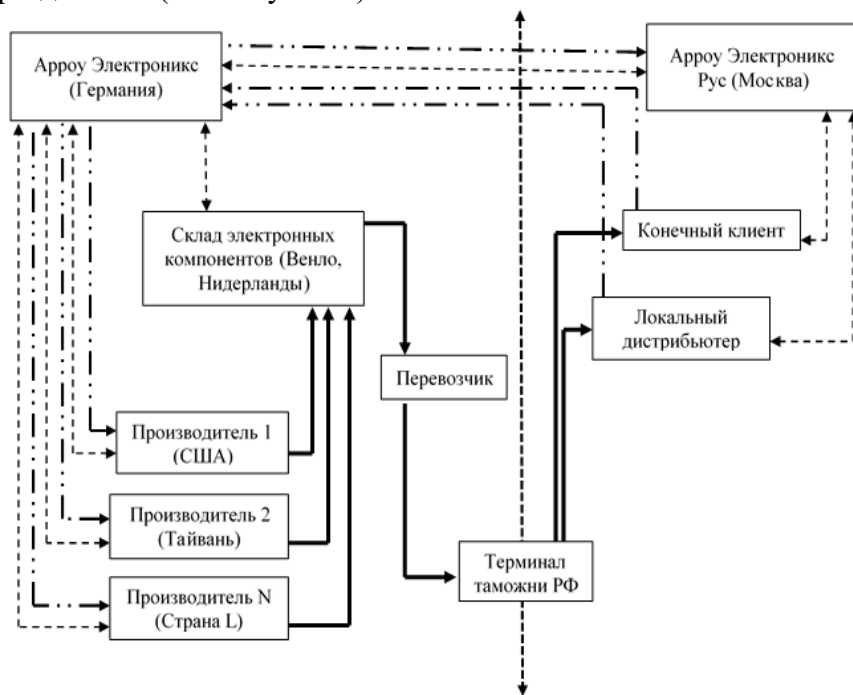 Арроу Электроникс
(Германия)
Арроу Электроникс
Рус (Москва)
Склад электронных
компонентов (Венло,
Нидерланды)
Конечный клиент
Локальный
дистрибьютер
Перевозчик
Производитель 1
(США)
Производитель 2
(Тайвань)
Терминал
таможни РФ
Производитель N
(Страна L)